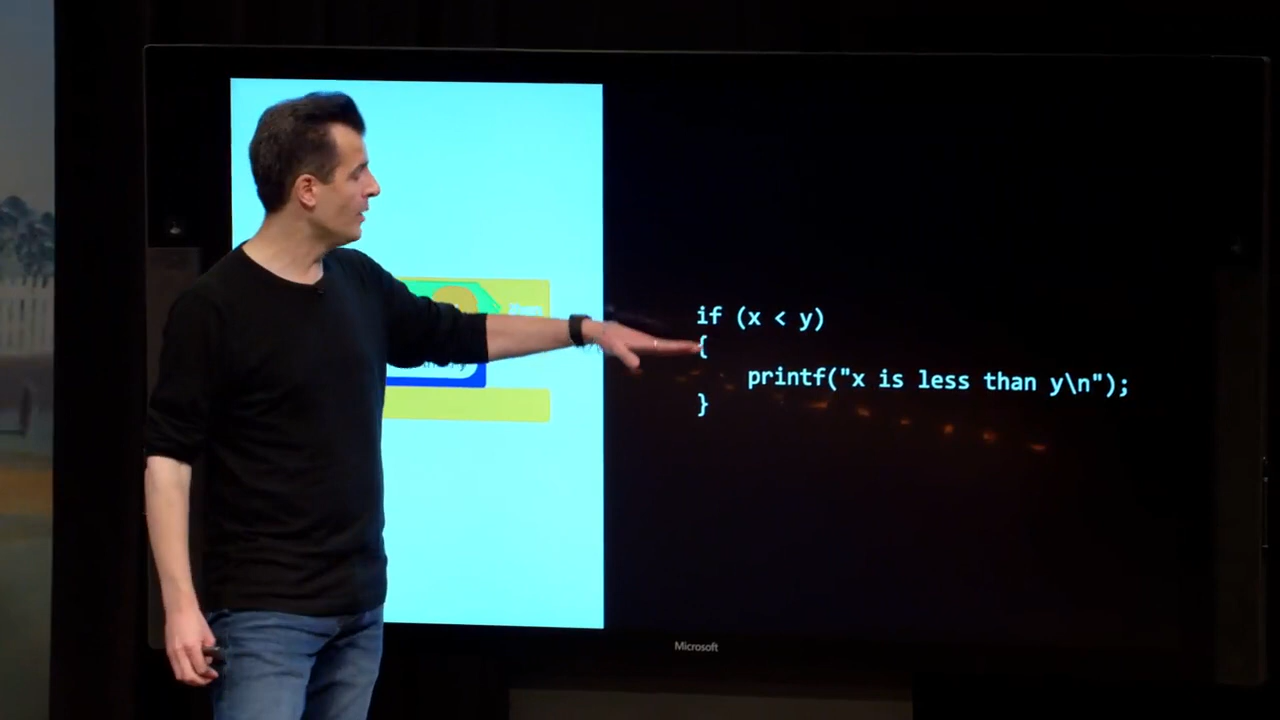 if (x < y)
{
printf("x is less than y\n");
}
Microsoft